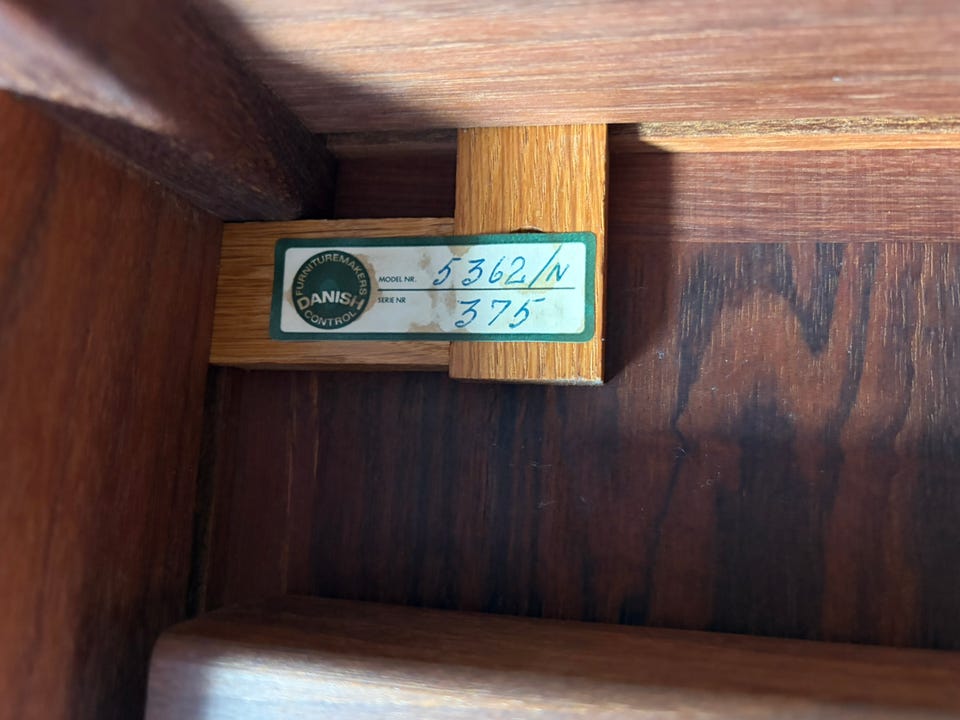 FURNITUREMAKERS
DANISH
CONTROL
MODEL NR. 5362/N
SERIE NR 375